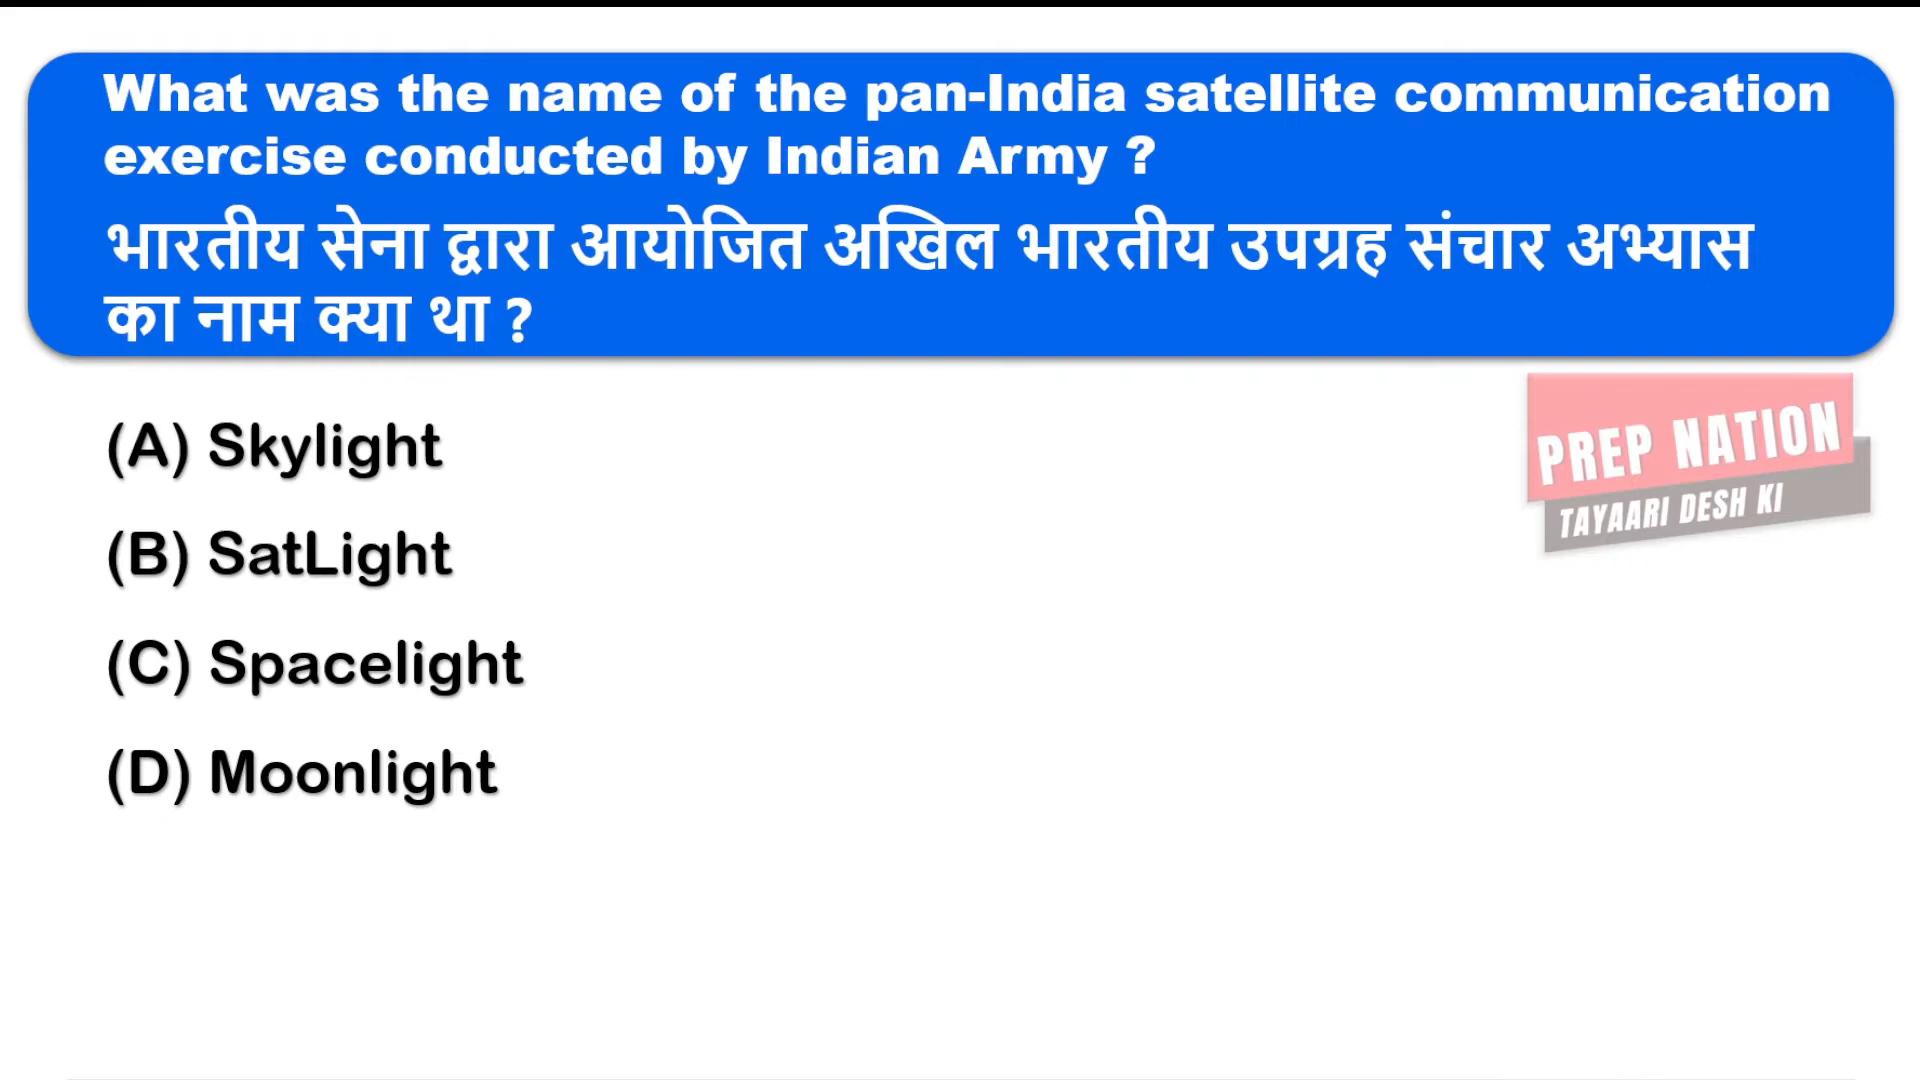 What was the name of the pan-India satellite communication
exercise conducted by Indian Army ?
भारतीय सेना द्वारा आयोजित अखिल भारतीय उपग्रह संचार अभ्यास
का नाम क्या था ?
(A) Skylight
(B) SatLight
(C) Spacelight
(D) Moonlight
PREP NATION
TAYAARI DESH KI